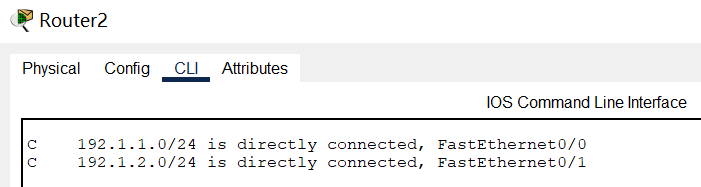 Router2
Physical Config CLI Attributes
IOS Command Line Interface
C    192.1.1.0/24 is directly connected, FastEthernet0/0
C    192.1.2.0/24 is directly connected, FastEthernet0/1